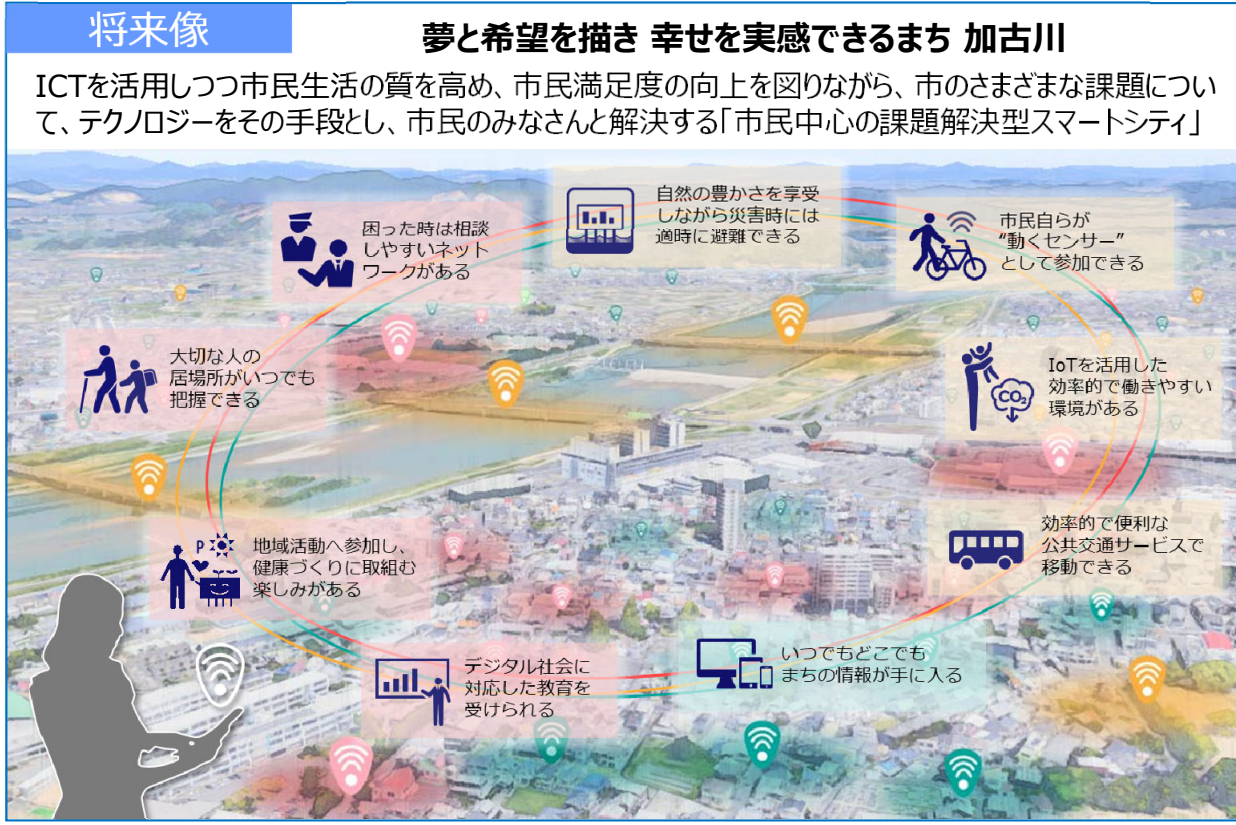 将来像
夢と希望を描き 幸せを実感できるまち 加古川
ICTを活用しつつ市民生活の質を高め、市民満足度の向上を図りながら、市のさまざまな課題につい
て、テクノロジーをその手段とし、市民のみなさんと解決する「市民中心の課題解決型スマートシティ」
自然の豊かさを享受
しながら災害時には
適時に避難できる
困った時は相談
しやすいネット
ワークがある
市民自らが
“動くセンサー”
として参加できる
大切な人の
居場所がいつでも
把握できる
IoTを活用した
効率的で働きやすい
環境がある
CO₂
地域活動へ参加し、
健康づくりに取組む
楽しみがある
P
効率的で便利な
公共交通サービスで
移動できる
デジタル社会に
対応した教育を
受けられる
いつでもどこでも
まちの情報が手に入る